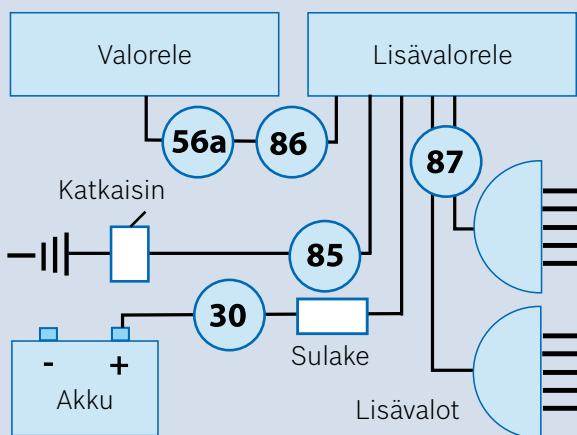 Valorele
Lisävalorele
56a
86
87
Katkaisin
85
30
Sulake
- +
Akku
Lisävalot